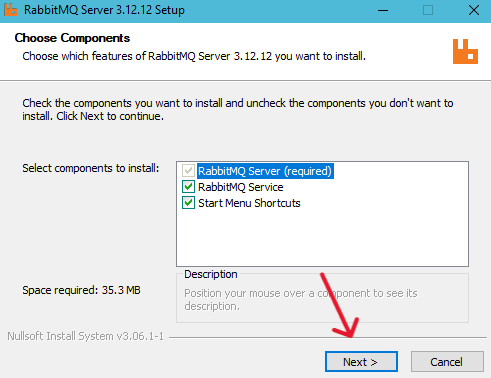 RabbitMQ Server 3.12.12 Setup
Choose Components
Choose which features of RabbitMQ Server 3.12.12 you want to install.
Check the components you want to install and uncheck the components you don't want to
install. Click Next to continue.
Select components to install:
RabbitMQ Server (required)
RabbitMQ Service
Start Menu Shortcuts
Space required: 35.3 MB
Description
Position your mouse over a component to see its
description.
Nullsoft Install System v3.06.1-1
Next >
Cancel